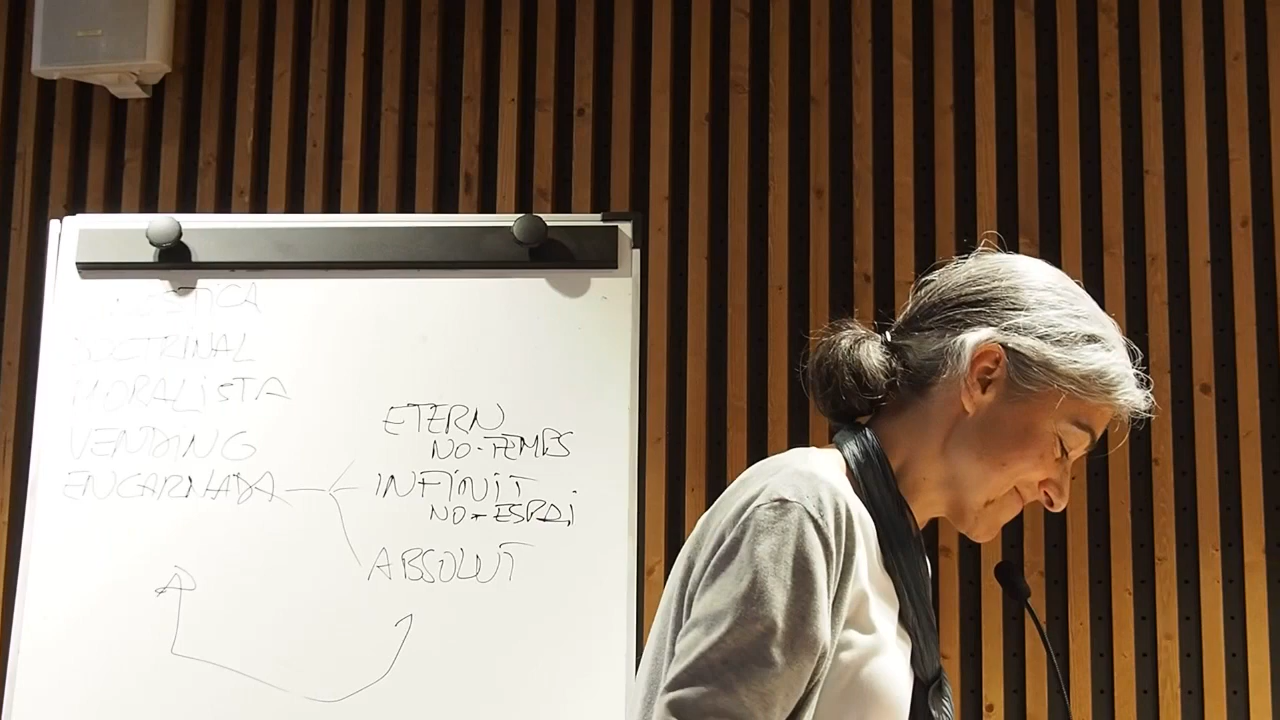 DOCTRINAL
MORALISTA
VENDING
ENCARNADA
ETERN
NO-TEMPS
INFINIT
NO-ESPAI
ABSOLUT